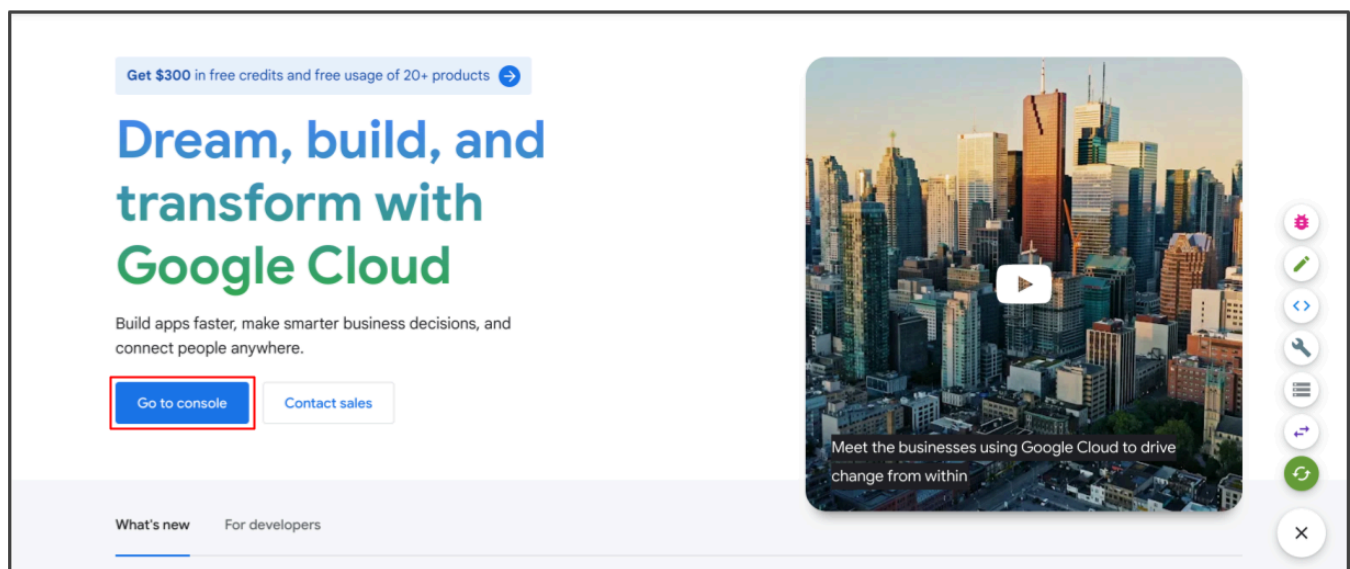 Get $300 in free credits and free usage of 20+ products
Dream, build, and
transform with
Google Cloud
Build apps faster, make smarter business decisions, and
connect people anywhere.
Go to console
Contact sales
Meet the businesses using Google Cloud to drive
change from within
What's new
For developers